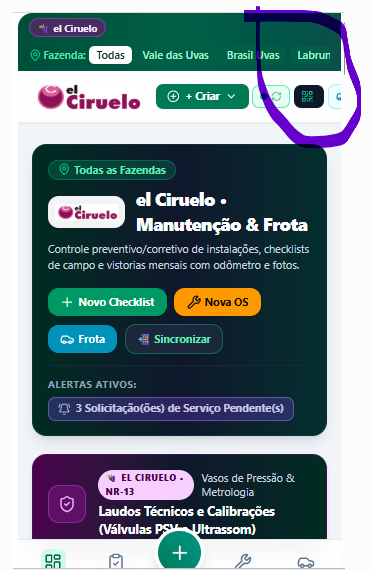 el Ciruelo
Fazenda: Todas Vale das Uvas Brasil Uvas Labrun
el Ciruelo + Criar
Todas as Fazendas
el Ciruelo
el Ciruelo •
Manutenção & Frota
Controle preventivo/corretivo de instalações, checklists
de campo e vistorias mensais com odômetro e fotos.
Novo Checklist Nova OS
Frota Sincronizar
ALERTAS ATIVOS:
3 Solicitação(ões) de Serviço Pendente(s)
EL CIRUELO •
NR-13
Vasos de Pressão &
Metrologia
Laudos Técnicos e Calibrações
(Válvulas PSV e Ultrassom)